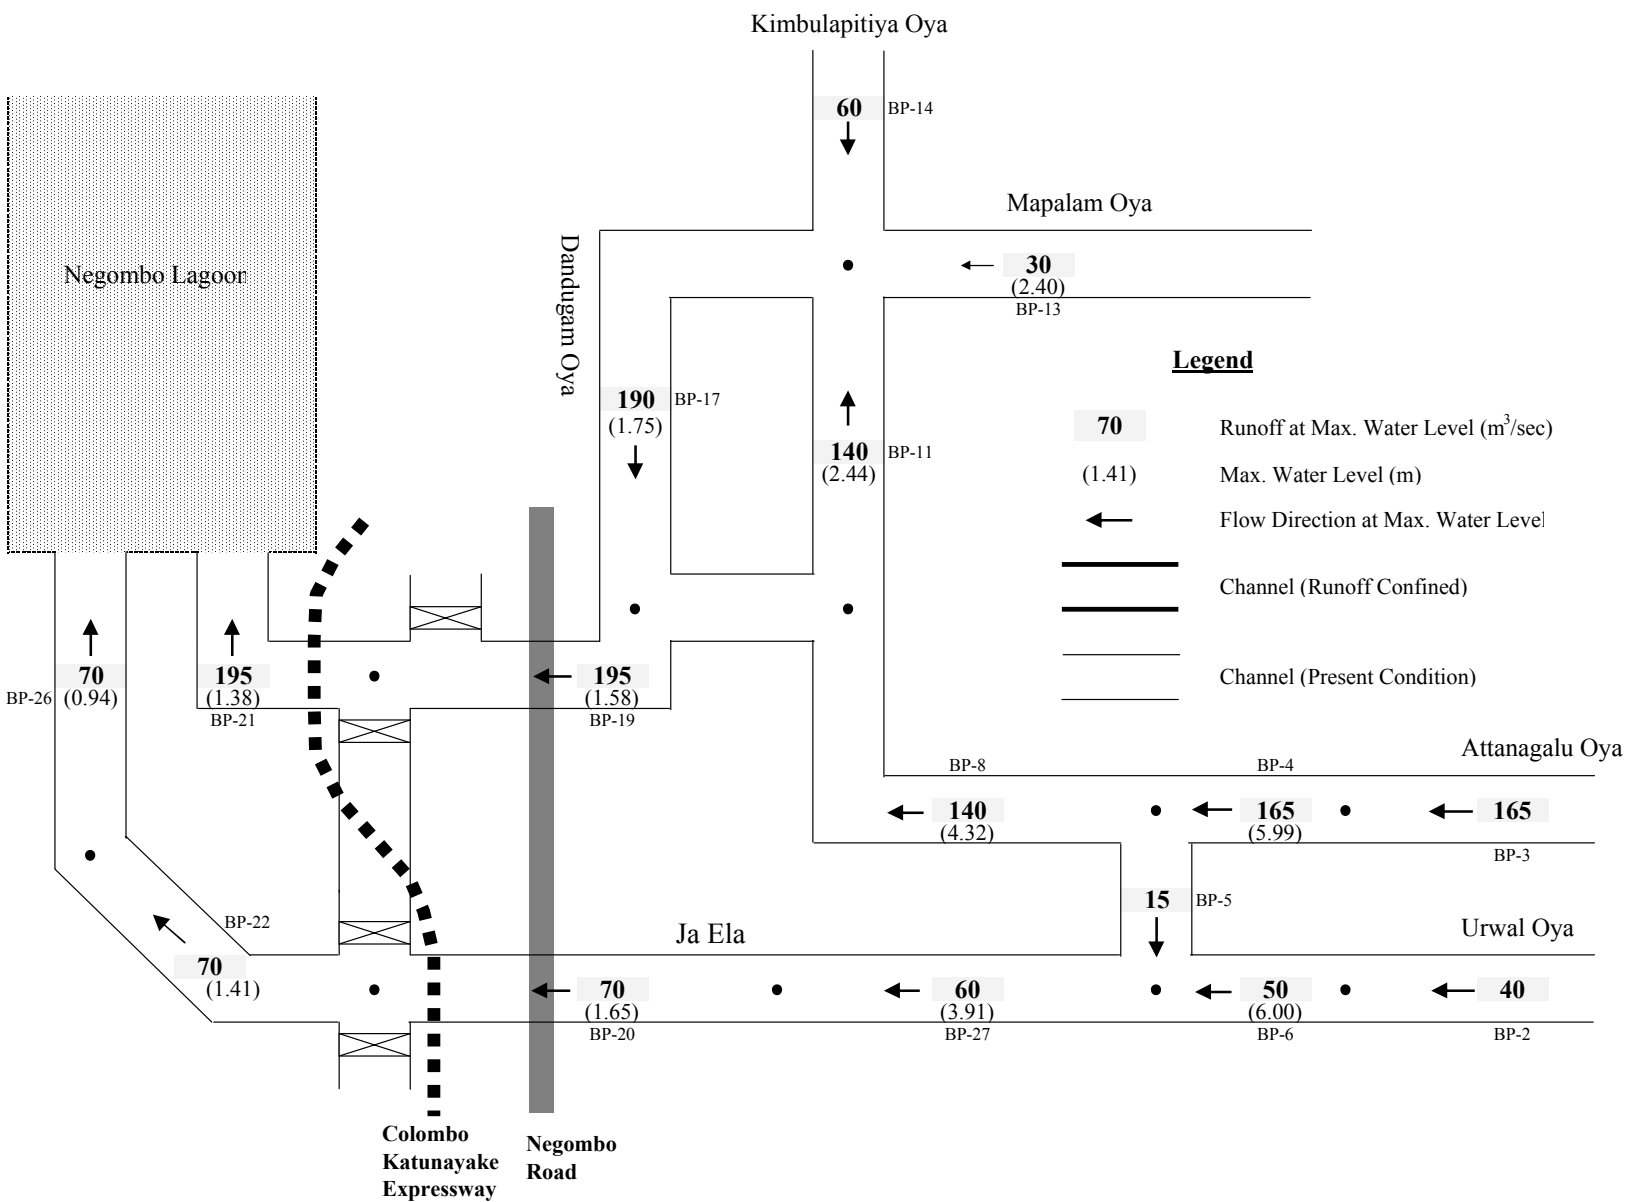 Kimbulapitiya Oya
60
BP-14
Mapalam Oya
30
(2.40)
BP-13
Negombo Lagoon
Dandugam Oya
190
(1.75)
BP-17
140
(2.44)
BP-11
Legend
70
Runoff at Max. Water Level (m³/sec)
(1.41)
Max. Water Level (m)
Flow Direction at Max. Water Level
Channel (Runoff Confined)
Channel (Present Condition)
70
(0.94)
BP-26
195
(1.38)
BP-21
195
(1.58)
BP-19
Attanagalu Oya
BP-8
140
(4.32)
BP-4
165
(5.99)
165
BP-3
15
BP-5
Urwal Oya
BP-22
70
(1.41)
Ja Ela
70
(1.65)
BP-20
60
(3.91)
BP-27
50
(6.00)
BP-6
40
BP-2
Colombo
Katunayake
Expressway
Negombo
Road